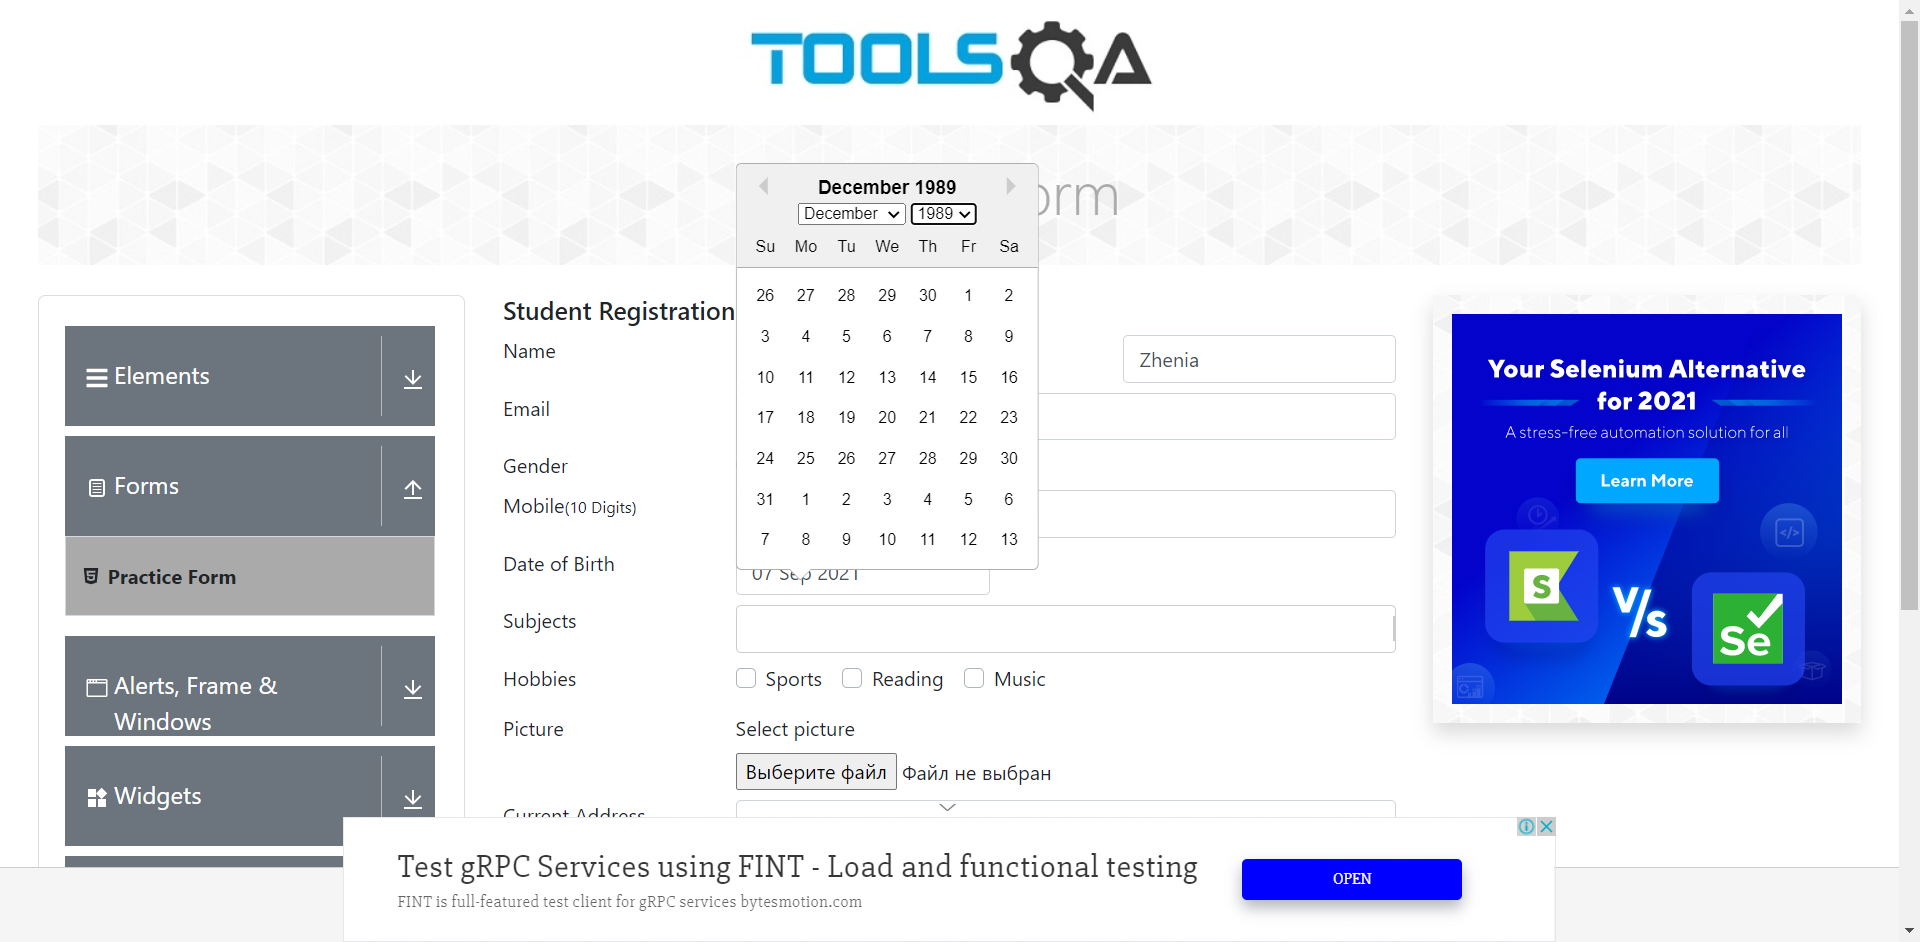 TOOLSQA
orm
December 1989
December 1989
Su Mo Tu We Th Fr Sa
26 27 28 29 30 1 2
3 4 5 6 7 8 9
10 11 12 13 14 15 16
17 18 19 20 21 22 23
24 25 26 27 28 29 30
31 1 2 3 4 5 6
7 8 9 10 11 12 13
Elements
Forms
Practice Form
Alerts, Frame &
Windows
Widgets
Student Registration
Name
Zhenia
Email
Gender
Mobile(10 Digits)
Date of Birth
07 Sep 2021
Subjects
Hobbies
Sports Reading Music
Picture
Select picture
Выберите файл Файл не выбран
Current Address
Your Selenium Alternative
for 2021
A stress-free automation solution for all
Learn More
S
V/s
Se
Test gRPC Services using FINT - Load and functional testing
FINT is full-featured test client for gRPC services bytesmotion.com
OPEN